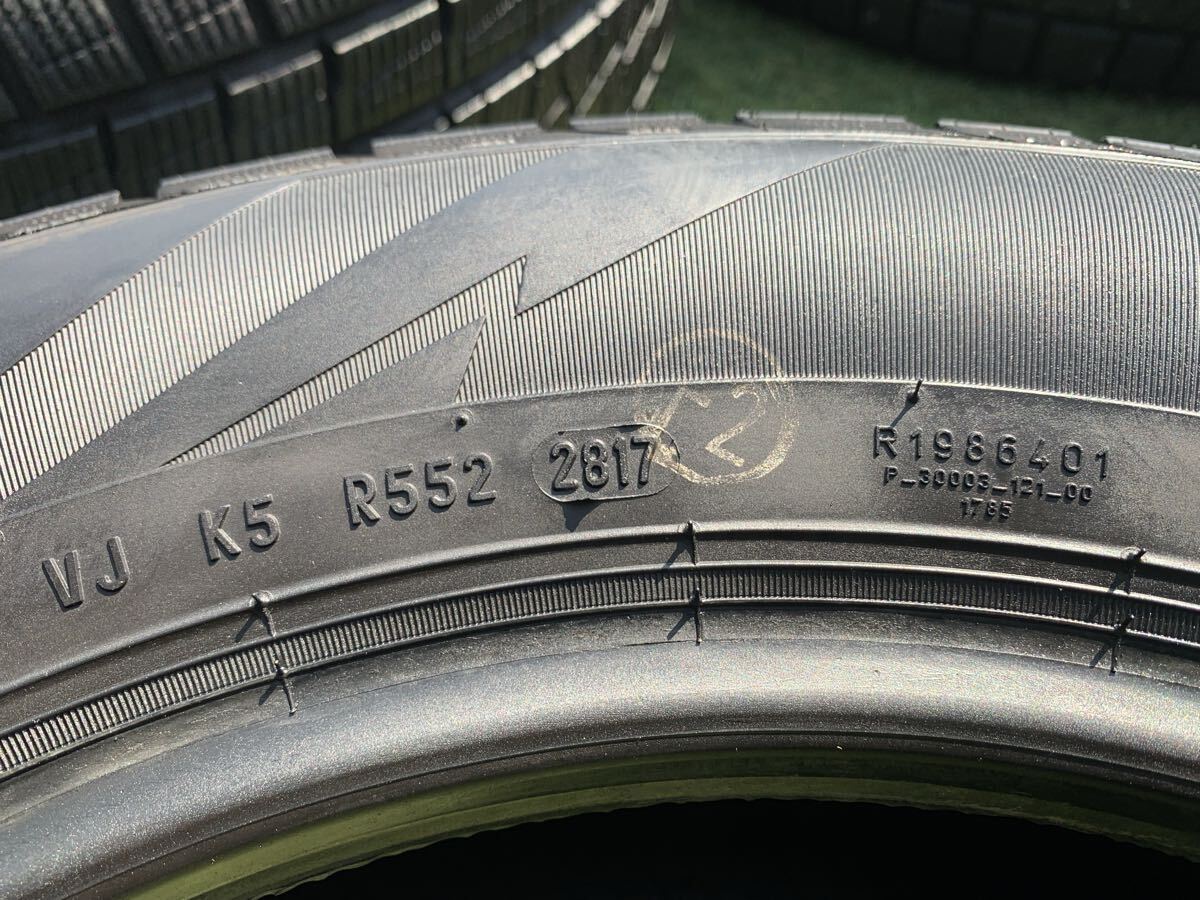 VJ K5 R552 2817
R1986401
P_30003_121_00
1785